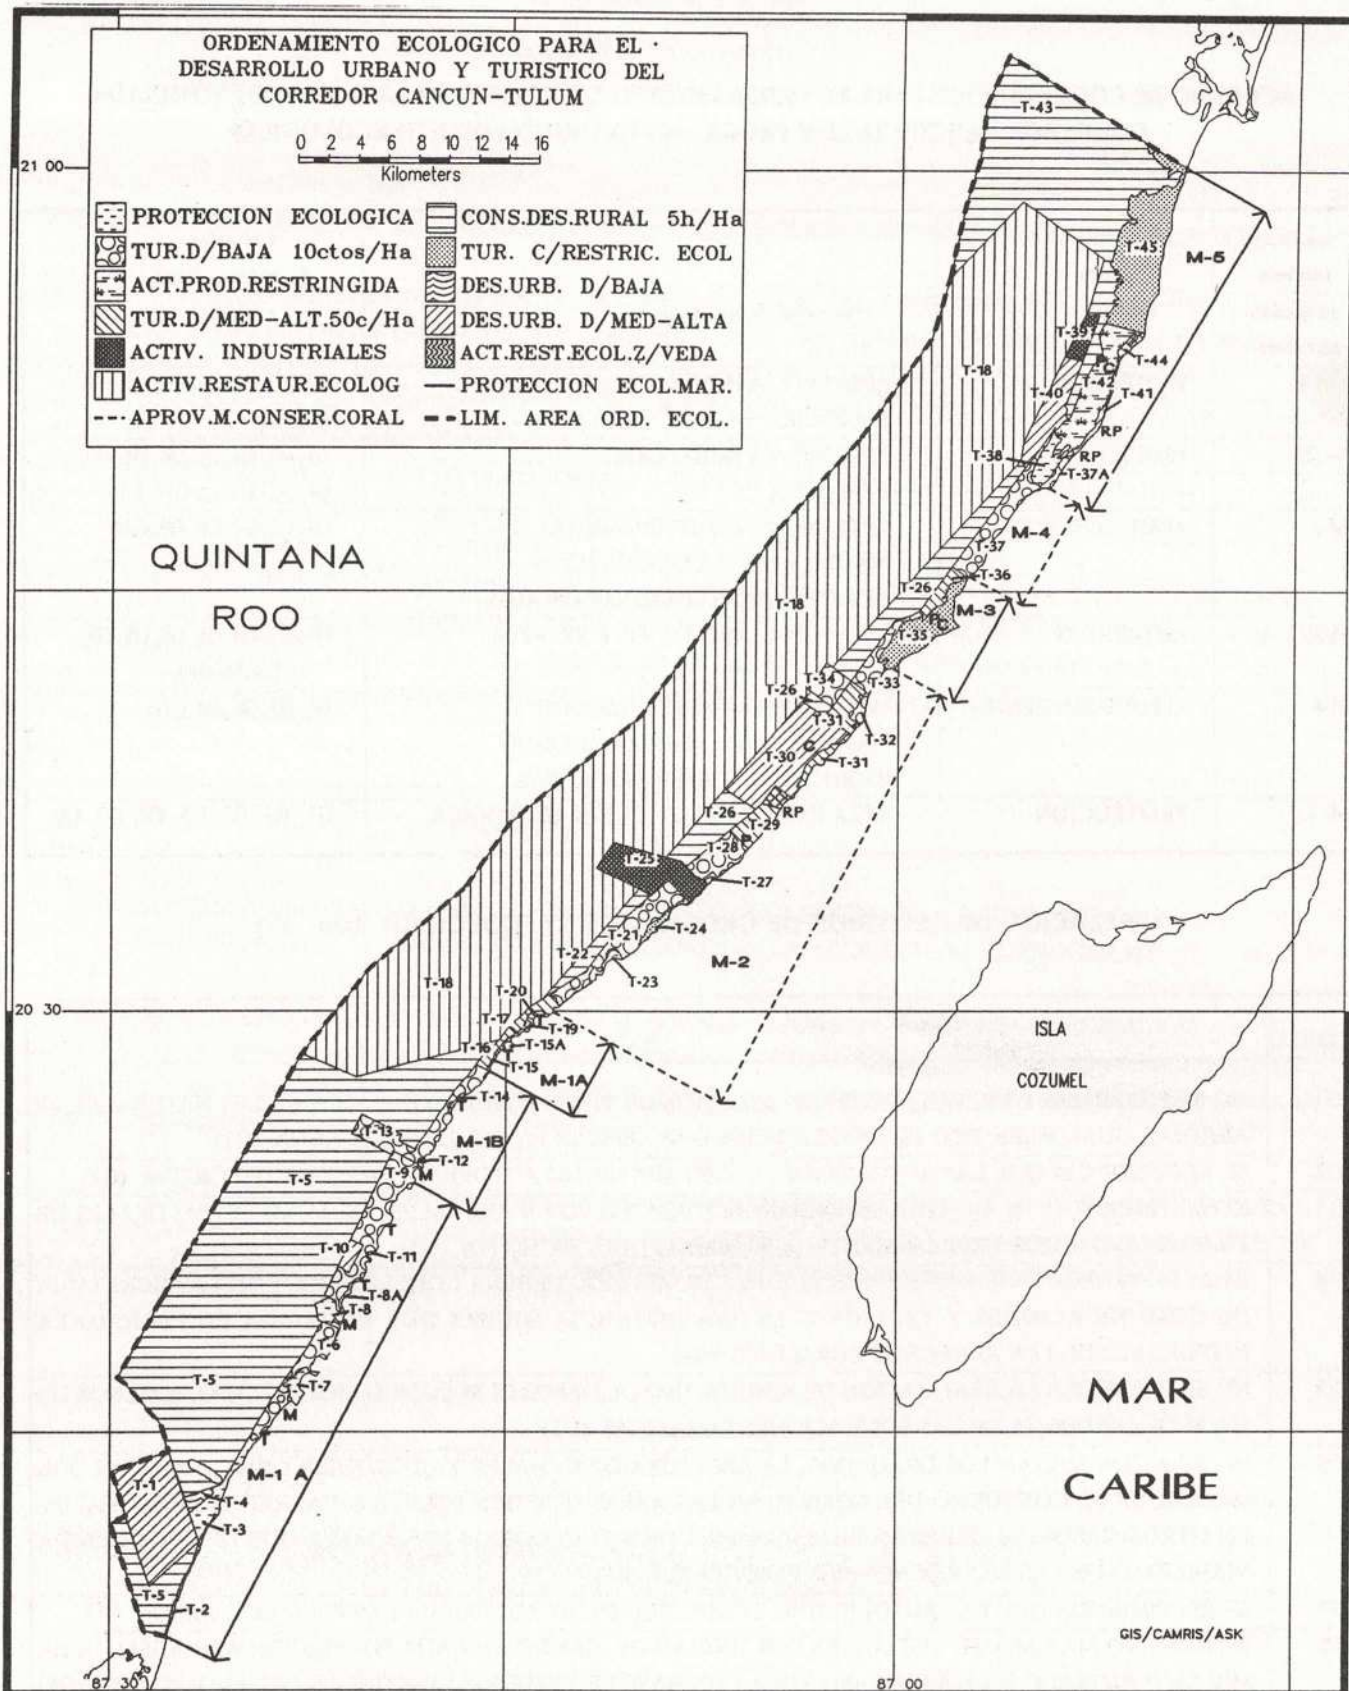 ORDENAMIENTO ECOLOGICO PARA EL
DESARROLLO URBANO Y TURISTICO DEL
CORREDOR CANCUN-TULUM
0 2 4 6 8 10 12 14 16
Kilometers
PROTECCION ECOLOGICA
CONS.DES.RURAL 5h/Ha
TUR.D/BAJA 10ctos/Ha
TUR. C/RESTRIC. ECOL
ACT.PROD.RESTRINGIDA
DES.URB. D/BAJA
TUR.D/MED-ALT.50c/Ha
DES.URB. D/MED-ALTA
ACTIV. INDUSTRIALES
ACT.REST.ECOL.Z/VEDA
ACTIV.RESTAUR.ECOLOG
PROTECCION ECOL.MAR.
APROV.M.CONSER.CORAL
LIM. AREA ORD. ECOL.
T-43
21 00
T-45
M-5
T-39
T-44
C
T-42
T-18
T-40
T-41
RP
T-38
RP
T-37A
QUINTANA
ROO
M-4
T-37
T-36
T-26
M-3
T-18
C
T-35
T-34
T-33
T-26
T-31
T-32
C
T-30
T-31
T-26
RP
T-29
T-28
P
T-25
T-27
T-24
T-21
T-22
M-2
T-23
T-18
T-20
20 30
T-17
T-19
T-16
T-15A
T-15
M-1A
T-14
T-13
M-1B
T-12
T-9
M
T-5
T-10
T-11
T-8A
T-8
M
T-6
T-5
T-7
M
T
M-1 A
T-1
T-4
T-3
T-5
T-2
ISLA
COZUMEL
MAR
CARIBE
GIS/CAMRIS/ASK
87 30
87 00